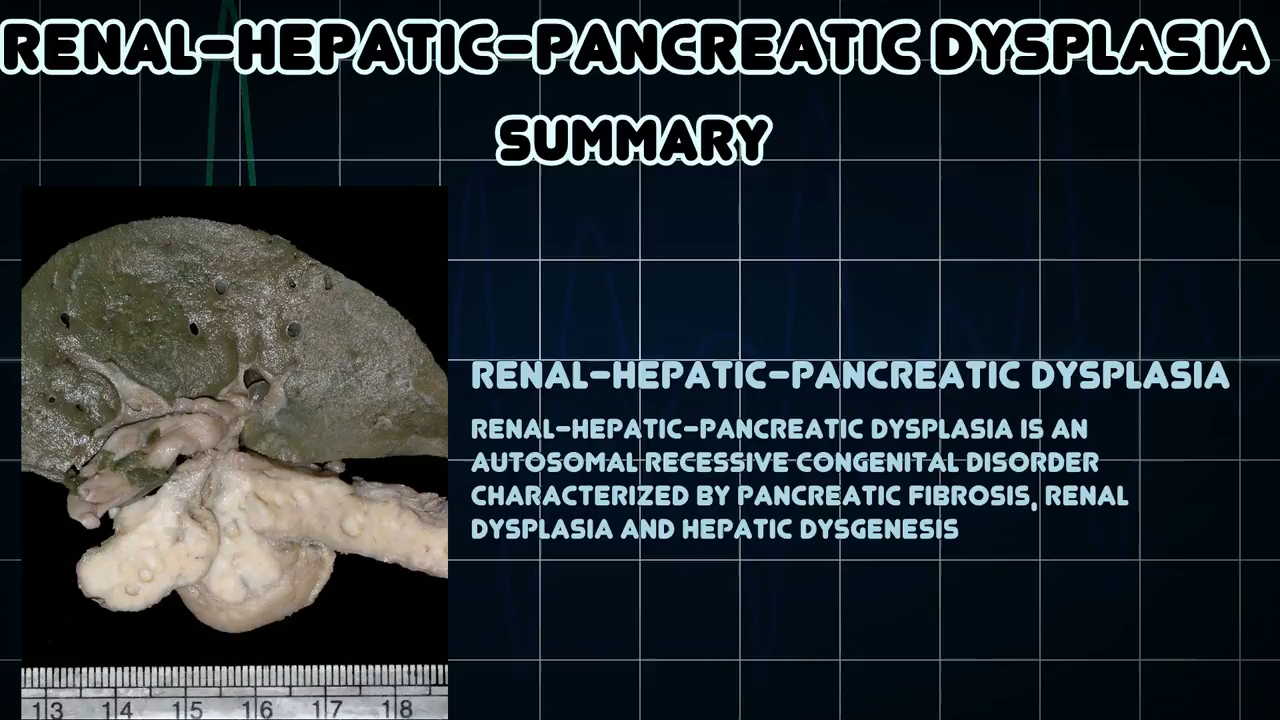 RENAL-HEPATIC-PANCREATIC DYSPLASIA
SUMMARY
RENAL-HEPATIC-PANCREATIC DYSPLASIA
RENAL-HEPATIC-PANCREATIC DYSPLASIA IS AN
AUTOSOMAL RECESSIVE CONGENITAL DISORDER
CHARACTERIZED BY PANCREATIC FIBROSIS, RENAL
DYSPLASIA AND HEPATIC DYSGENESIS
13 14 15 16 17 18